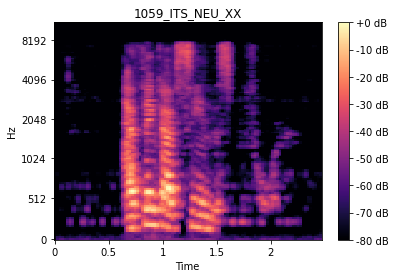 1059_ITS_NEU_XX
+0 dB
8192
-10 dB
4096
-20 dB
-30 dB
2048
Hz
-40 dB
1024
-50 dB
512
-60 dB
-70 dB
0
-80 dB
0 0.5 1 1.5 2
Time